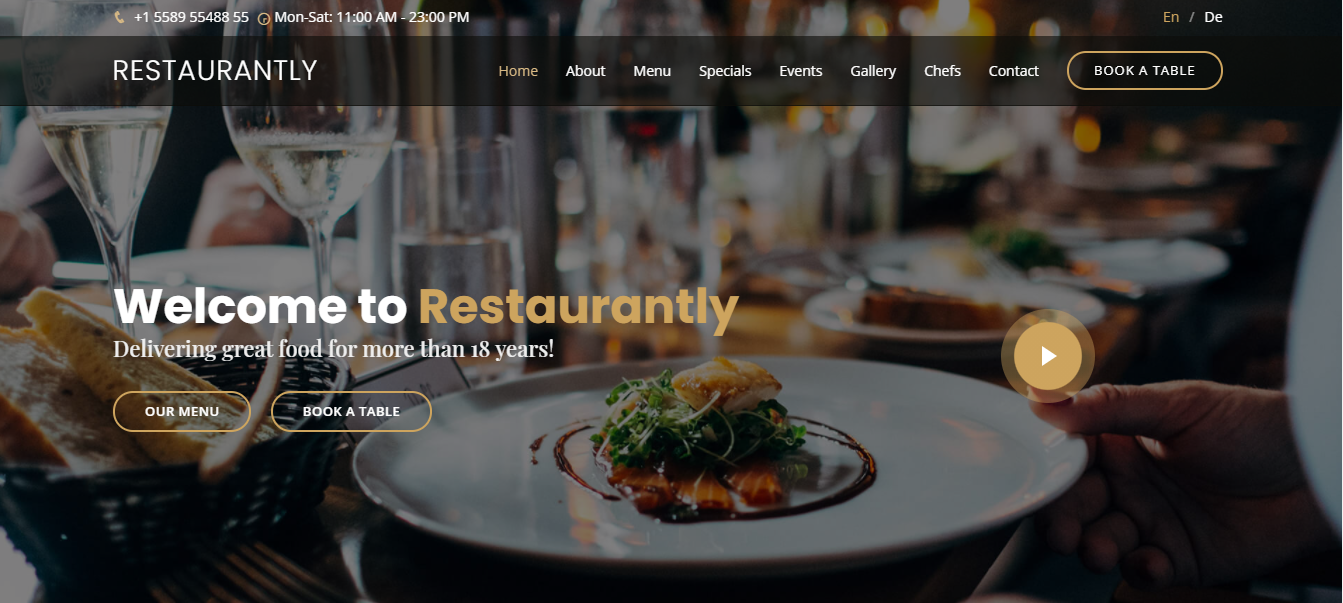 +1 5589 55488 55 Mon-Sat: 11:00 AM - 23:00 PM En / De
RESTAURANTLY Home About Menu Specials Events Gallery Chefs Contact BOOK A TABLE
Welcome to Restaurantly
Delivering great food for more than 18 years!
OUR MENU BOOK A TABLE